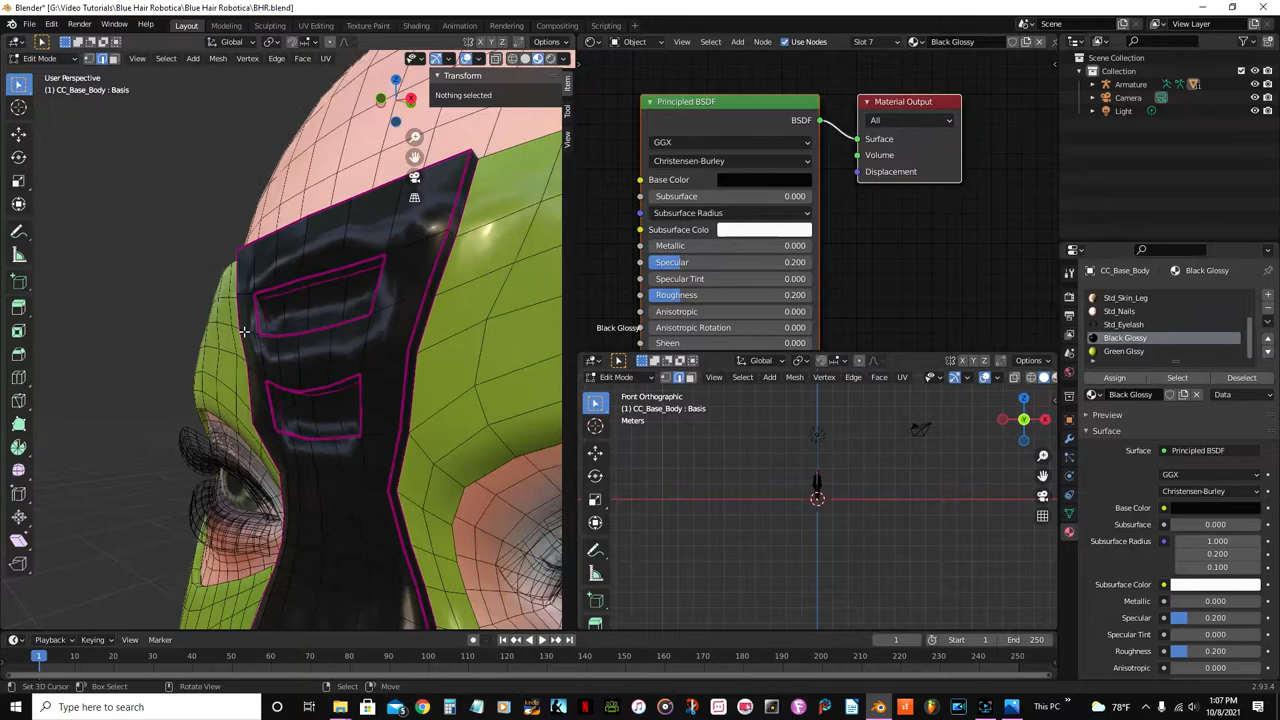 Blender* [G:\Video Tutorials\Blue Hair Robotica\BHR.blend]
File Edit Render Window Help Layout Modeling Sculpting UV Editing Texture Paint Shading Animation Rendering Compositing Scripting Scene View Layer
Global Options
Object View Select Add Node Use Nodes Slot 7 Black Glossy
Edit Mode View Select Add Mesh Vertex Edge Face UV
User Perspective
(1) CC_Base_Body : Basis
Transform
Nothing selected
Item
Tool
View
Principled BSDF
BSDF
GGX
Christensen-Burley
Base Color
Subsurface 0.000
Subsurface Radius
Subsurface Colo
Metallic 0.000
Specular 0.200
Specular Tint 0.000
Roughness 0.200
Anisotropic 0.000
Anisotropic Rotation 0.000
Sheen 0.000
Black Glossy
Material Output
All
Surface
Volume
Displacement
Scene Collection
Collection
Armature
Camera
Light
CC_Base_Body Black Glossy
Std_Skin_Leg
Std_Nails
Std_Eyelash
Black Glossy
Green Glssy
Assign Select Deselect
Black Glossy Data
Preview
Surface
Surface Principled BSDF
GGX
Christensen-Burley
Base Color
Subsurface 0.000
Subsurface Radius 1.000
0.200
0.100
Subsurface Color
Metallic 0.000
Specular 0.200
Specular Tint 0.000
Roughness 0.200
Anisotropic 0.000
Global Options
Edit Mode View Select Add Mesh Vertex Edge Face UV
Front Orthographic
(1) CC_Base_Body : Basis
Meters
Playback Keying View Marker 1 Start 1 End 250
1 10 20 30 40 50 60 70 80 90 100 110 120 130 140 150 160 170 180 190 200 210 220 230 240 250
Set 3D Cursor Box Select Rotate View Select Move 2.93.4
Type here to search
This PC 78°F 1:07 PM
10/8/2021